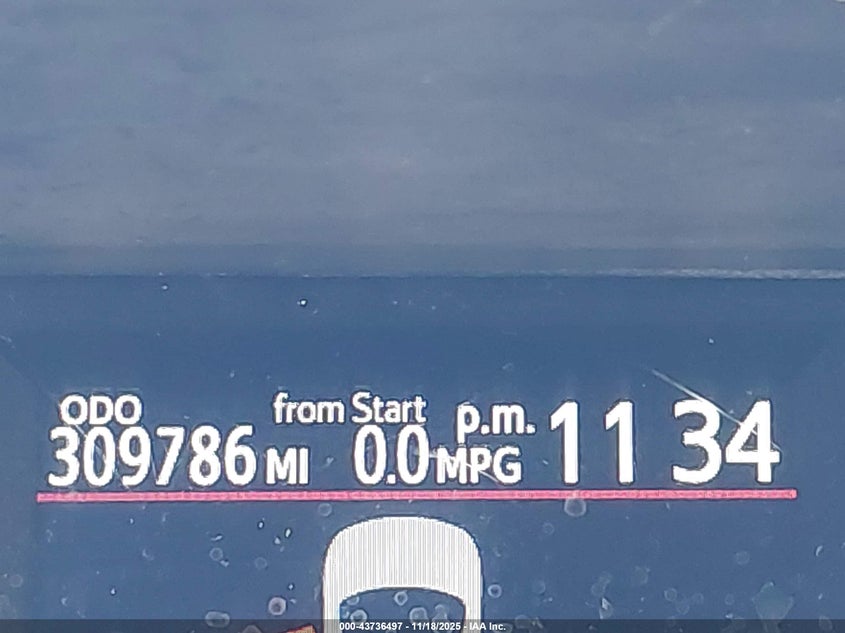 ODO from Start p.m. 11 34
309786 MI 0.0 MPG
000-43736497 - 11/18/2025 - IAA Inc.